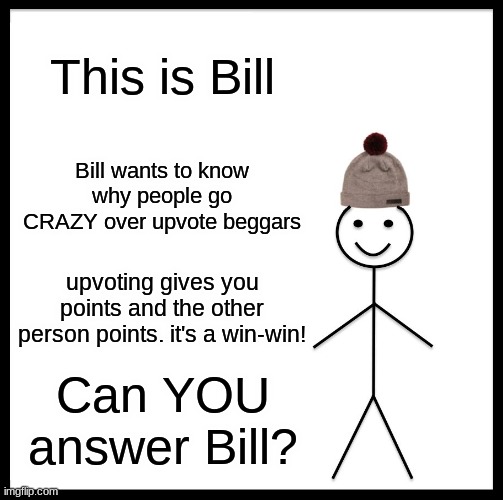 This is Bill
Bill wants to know
why people go
CRAZY over upvote beggars
upvoting gives you
points and the other
person points. it's a win-win!
Can YOU
answer Bill?
imgflip.com